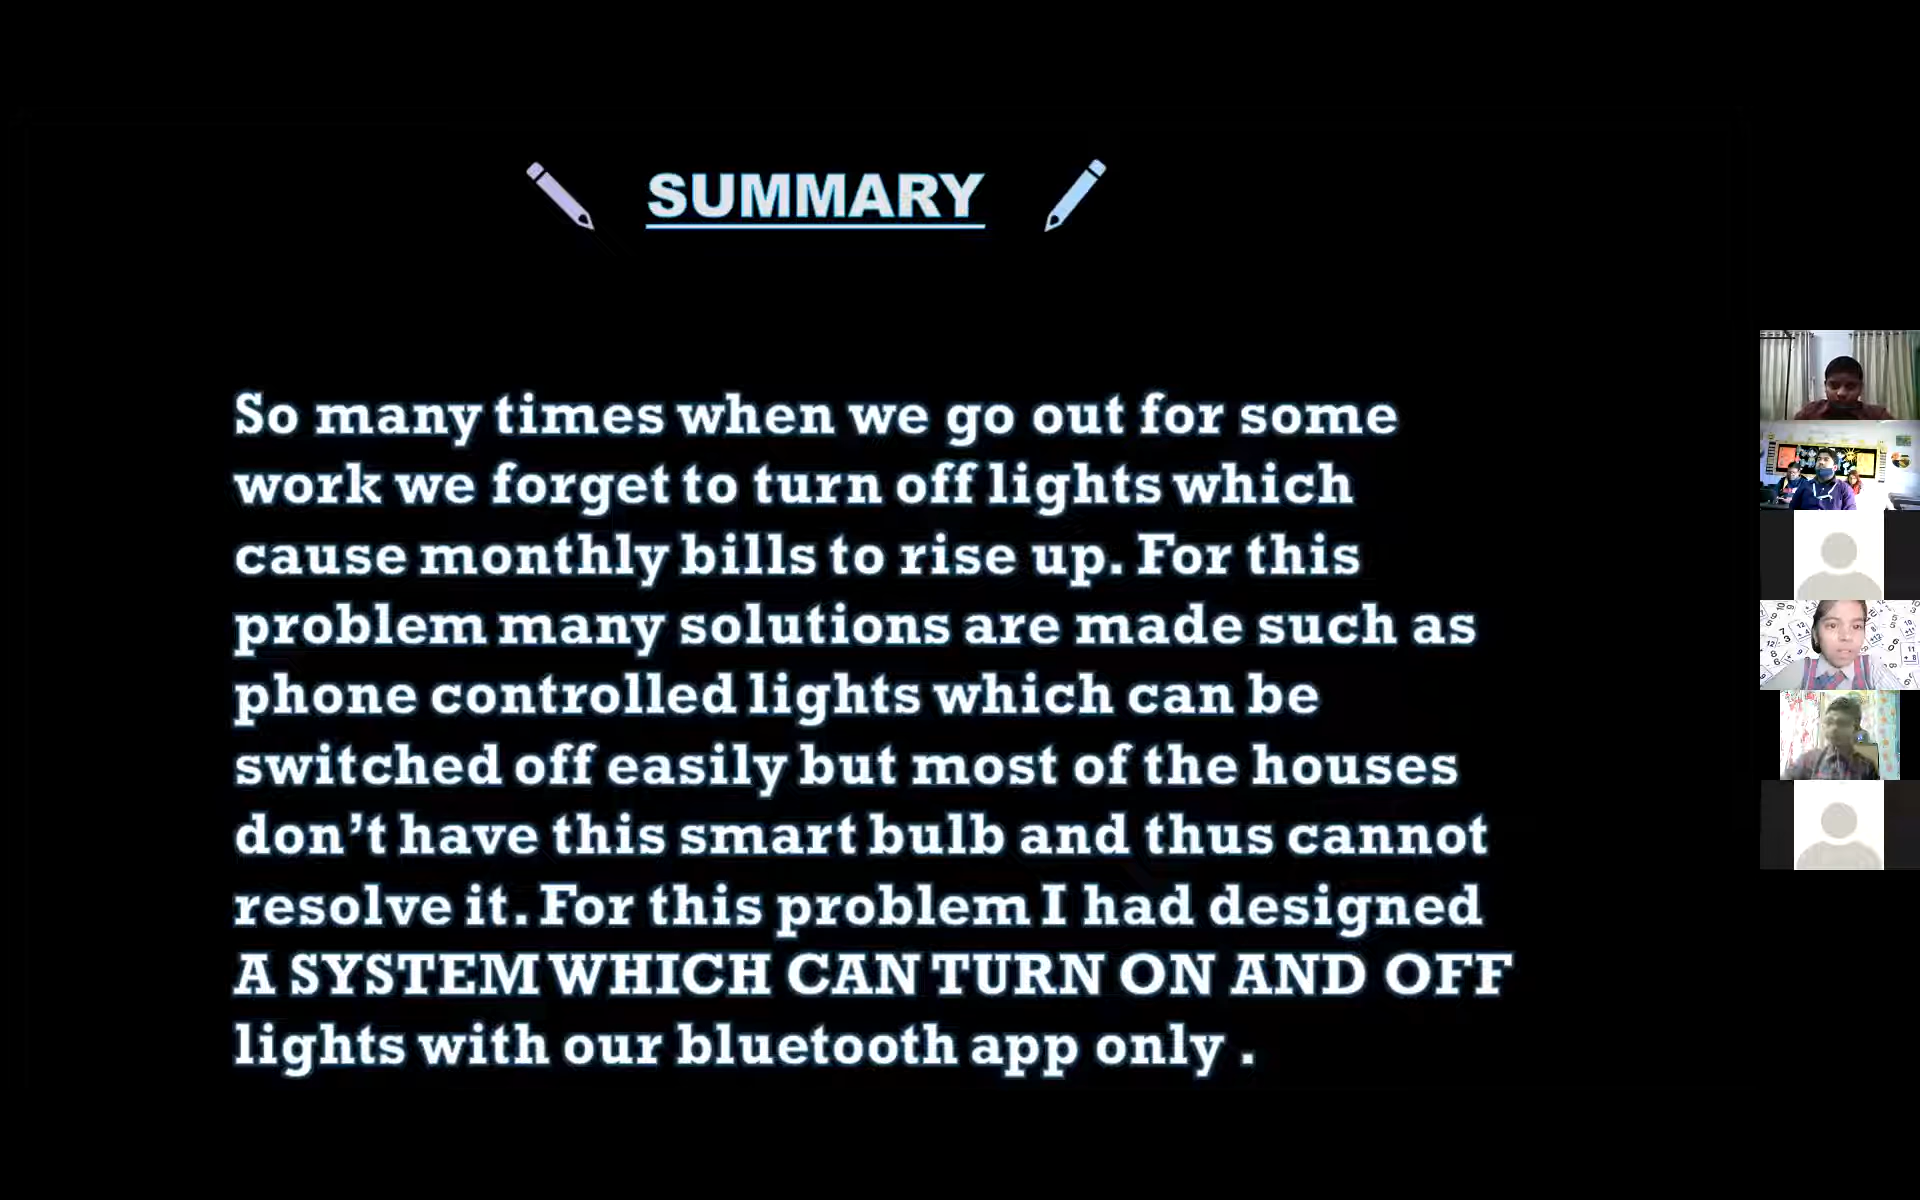 SUMMARY
So many times when we go out for some
work we forget to turn off lights which
cause monthly bills to rise up. For this
problem many solutions are made such as
phone controlled lights which can be
switched off easily but most of the houses
don’t have this smart bulb and thus cannot
resolve it. For this problem I had designed
A SYSTEM WHICH CAN TURN ON AND OFF
lights with our bluetooth app only .